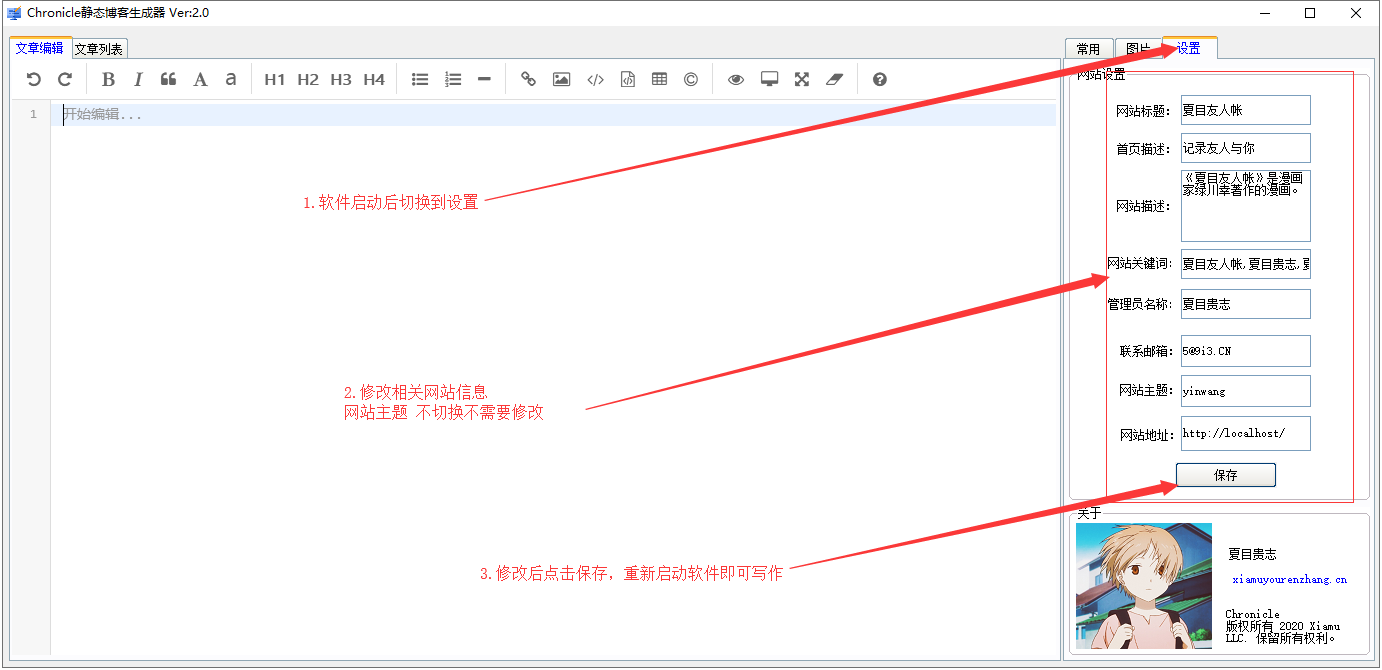 Chronicle静态博客生成器 Ver:2.0
文章编辑 文章列表
常用 图片 设置
B I A a H1 H2 H3 H4
1 开始编辑...
网站设置
网站标题： 夏目友人帐
首页描述： 记录友人与你
网站描述： 《夏目友人帐》是漫画
家绿川幸著作的漫画。
网站关键词： 夏目友人帐,夏目贵志,夏
管理员名称： 夏目贵志
联系邮箱： 5@9i3.CN
网站主题： yinwang
网站地址： http://localhost/
保存
1.软件启动后切换到设置
2.修改相关网站信息
网站主题 不切换不需要修改
3.修改后点击保存，重新启动软件即可写作
关于
夏目贵志
xiamuyourenzhang.cn
Chronicle
版权所有 2020 Xiamu
LLC. 保留所有权利。